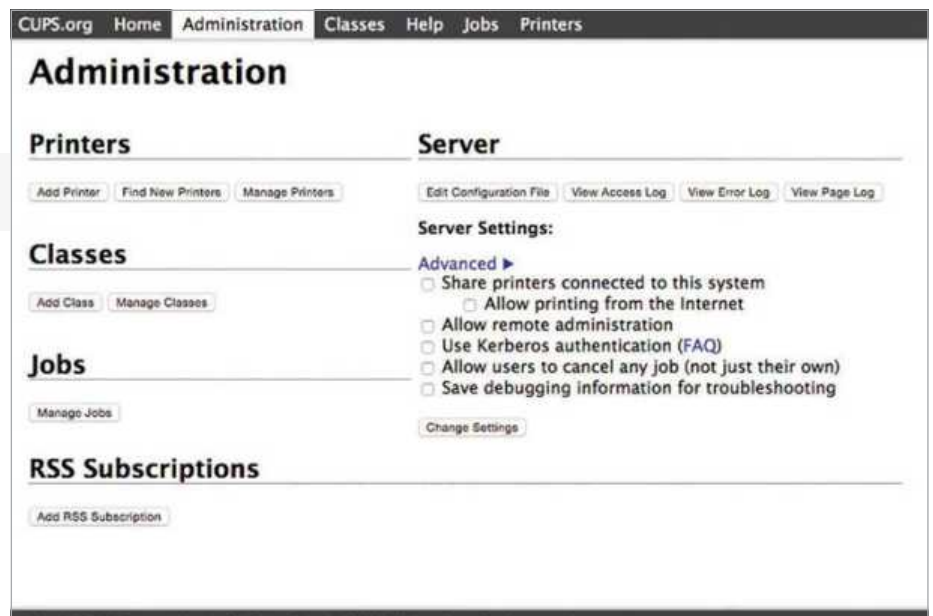 CUPS.org Home Administration Classes Help Jobs Printers
Administration
Printers
Add Printer Find New Printers Manage Printers
Classes
Add Class Manage Classes
Jobs
Manage Jobs
Server
Edit Configuration File View Access Log View Error Log View Page Log
Server Settings:
Advanced ▶
Share printers connected to this system
Allow printing from the Internet
Allow remote administration
Use Kerberos authentication (FAQ)
Allow users to cancel any job (not just their own)
Save debugging information for troubleshooting
Change Settings
RSS Subscriptions
Add RSS Subscription